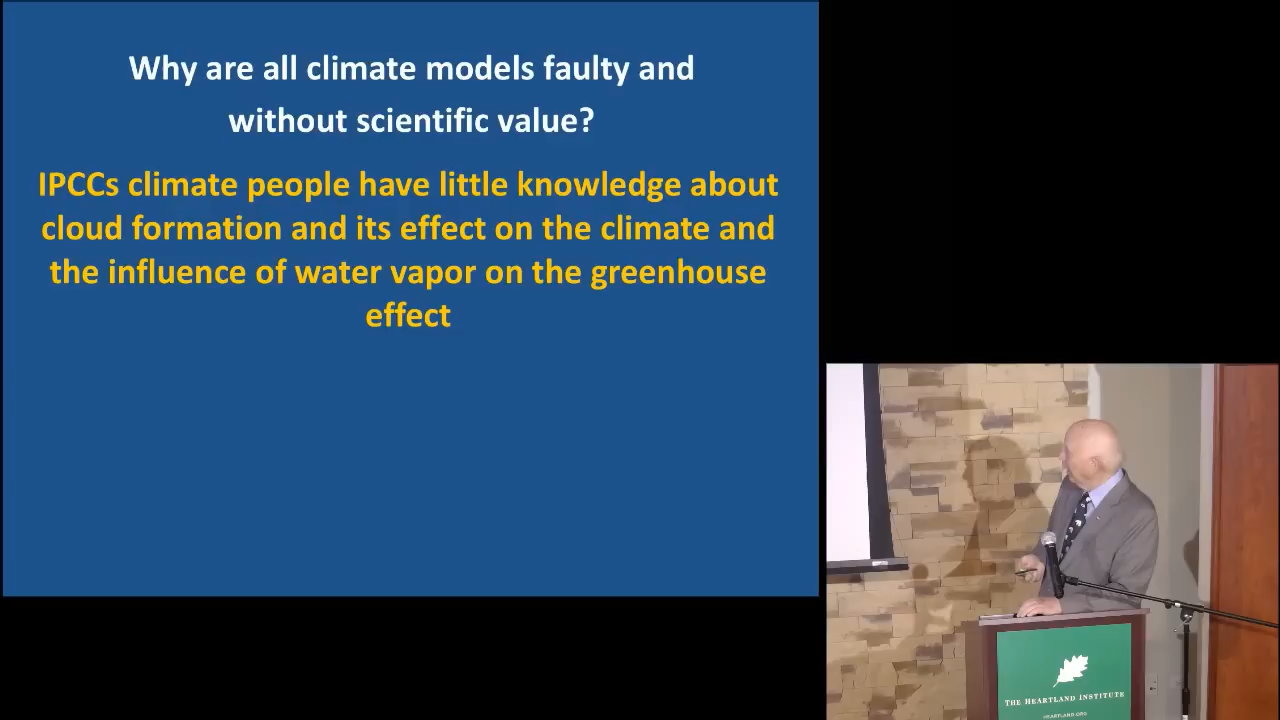 Why are all climate models faulty and
without scientific value?
IPCCs climate people have little knowledge about
cloud formation and its effect on the climate and
the influence of water vapor on the greenhouse
effect
THE HEARTLAND INSTITUTE
HEARTLAND.ORG